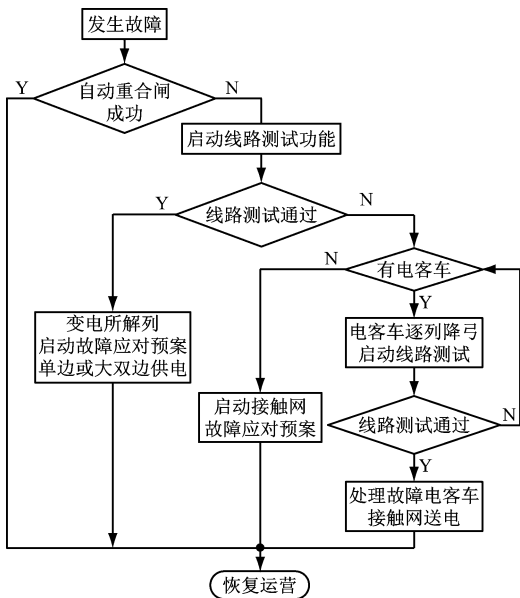 发生故障
Y
N
自动重合闸
成功
启动线路测试功能
Y
N
线路测试通过
N
有电客车
Y
变电所解列
启动故障应对预案
单边或大双边供电
电客车逐列降弓
启动线路测试
启动接触网
故障应对预案
线路测试通过
N
Y
处理故障电客车
接触网送电
恢复运营